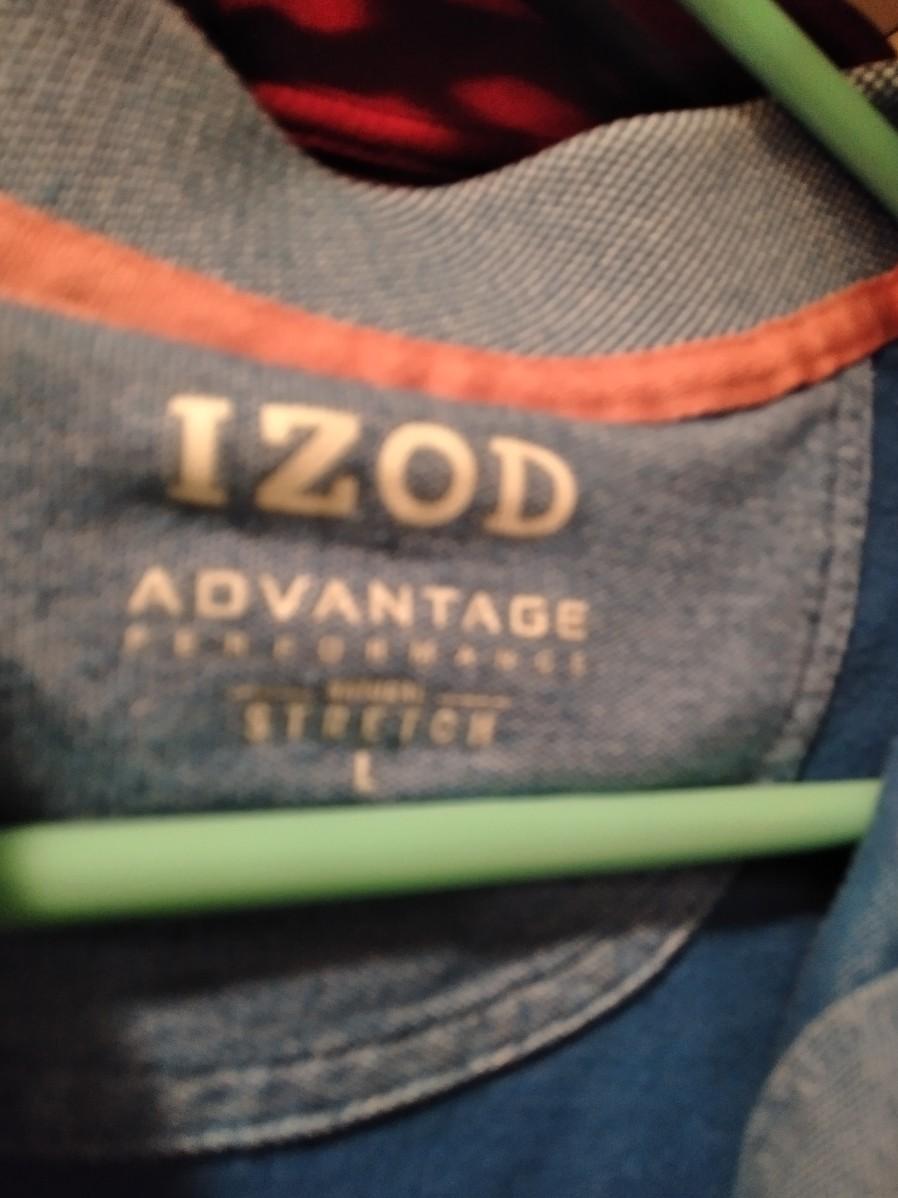 IZOD
ADVANTAGE
PERFORMANCE
STRETCH
L